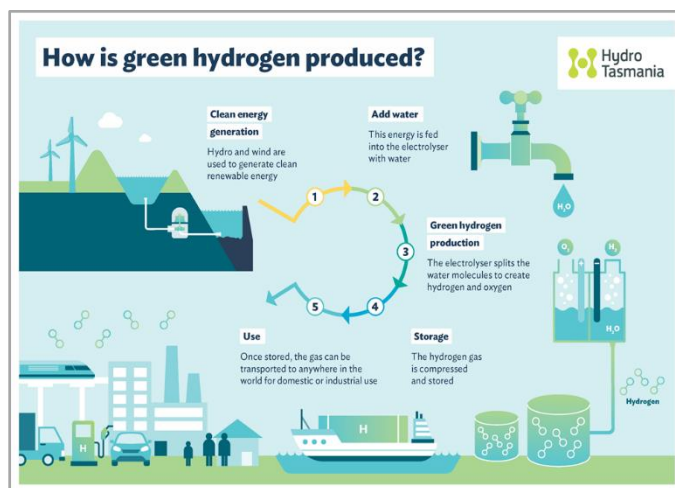 How is green hydrogen produced?
Hydro
Tasmania
Clean energy
generation
Hydro and wind are
used to generate clean
renewable energy
Add water
This energy is fed
into the electrolyser
with water
H₂O
1
2
3
4
5
Green hydrogen
production
The electrolyser splits the
water molecules to create
hydrogen and oxygen
O₂
H₂
+
-
H₂O
Use
Once stored, the gas can be
transported to anywhere in the
world for domestic or industrial use
Storage
The hydrogen gas
is compressed
and stored
Hydrogen
H
H